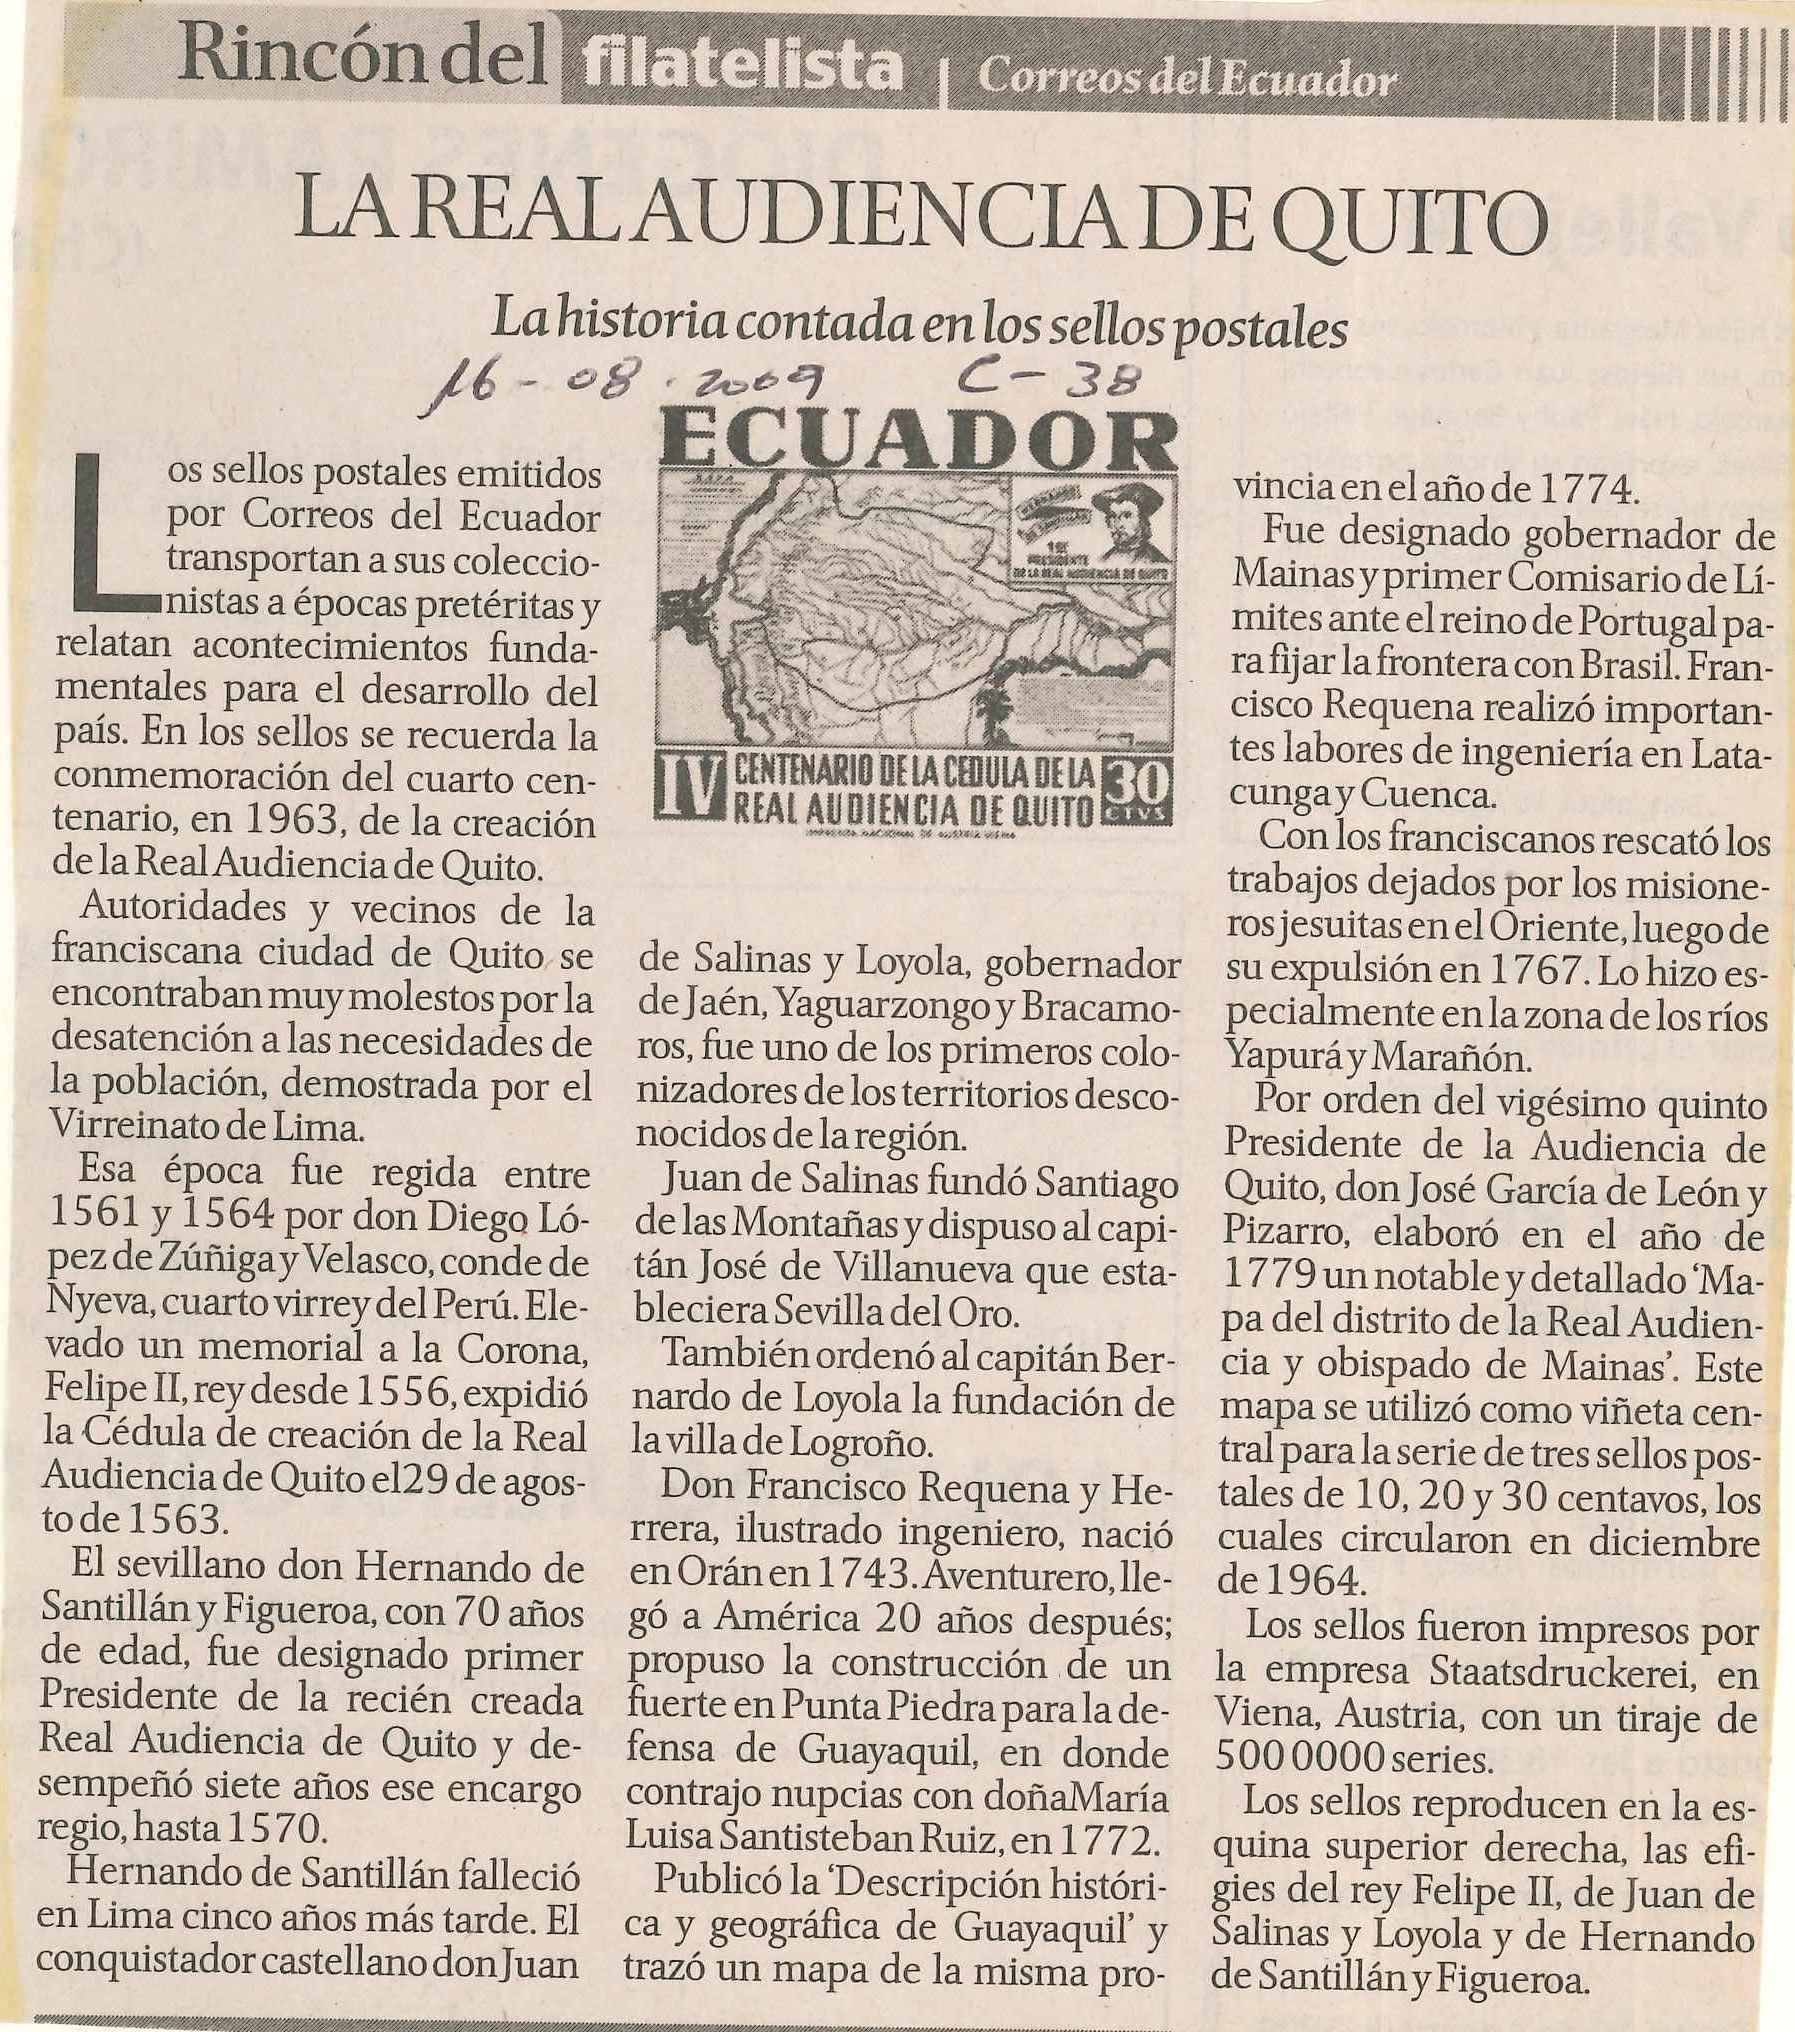 Rincón del filatelista | Correos del Ecuador
LA REAL AUDIENCIA DE QUITO
La historia contada en los sellos postales
16-08.2009 C-38
Los sellos postales emitidos
por Correos del Ecuador
transportan a sus coleccio-
nistas a épocas pretéritas y
relatan acontecimientos funda-
mentales para el desarrollo del
país. En los sellos se recuerda la
conmemoración del cuarto cen-
tenario, en 1963, de la creación
de la Real Audiencia de Quito.
Autoridades y vecinos de la
franciscana ciudad de Quito se
encontraban muy molestos por la
desatención a las necesidades de
la población, demostrada por el
Virreinato de Lima.
Esa época fue regida entre
1561 y 1564 por don Diego Ló-
pez de Zúñiga y Velasco, conde de
Nyeva, cuarto virrey del Perú. Ele-
vado un memorial a la Corona,
Felipe II, rey desde 1556, expidió
la Cédula de creación de la Real
Audiencia de Quito el29 de agos-
to de 1563.
El sevillano don Hernando de
Santillán y Figueroa, con 70 años
de edad, fue designado primer
Presidente de la recién creada
Real Audiencia de Quito y de-
sempeñó siete años ese encargo
regio, hasta 1570.
Hernando de Santillán falleció
en Lima cinco años más tarde. El
conquistador castellano don Juan
ECUADOR
1er
PRESIDENTE
DE LA REAL AUDIENCIA DE QUITO
IV CENTENARIO DE LA CEDULA DE LA
REAL AUDIENCIA DE QUITO
30
CTVS
IMPRENTA NACIONAL DE AUSTRIA VIENA
de Salinas y Loyola, gobernador
de Jaén, Yaguarzongo y Bracamo-
ros, fue uno de los primeros colo-
nizadores de los territorios desco-
nocidos de la región.
Juan de Salinas fundó Santiago
de las Montañas y dispuso al capi-
tán José de Villanueva que esta-
bleciera Sevilla del Oro.
También ordenó al capitán Ber-
nardo de Loyola la fundación de
la villa de Logroño.
Don Francisco Requena y He-
rrera, ilustrado ingeniero, nació
en Orán en 1743. Aventurero, lle-
gó a América 20 años después;
propuso la construcción de un
fuerte en Punta Piedra para la de-
fensa de Guayaquil, en donde
contrajo nupcias con doñaMaría
Luisa Santisteban Ruiz, en 1772.
Publicó la ‘Descripción históri-
ca y geográfica de Guayaquil’ y
trazó un mapa de la misma pro-
vincia en el año de 1774.
Fue designado gobernador de
Mainas y primer Comisario de Lí-
mites ante el reino de Portugal pa-
ra fijar la frontera con Brasil. Fran-
cisco Requena realizó importan-
tes labores de ingeniería en Lata-
cunga y Cuenca.
Con los franciscanos rescató los
trabajos dejados por los misione-
ros jesuitas en el Oriente, luego de
su expulsión en 1767. Lo hizo es-
pecialmente en la zona de los ríos
Yapurá y Marañón.
Por orden del vigésimo quinto
Presidente de la Audiencia de
Quito, don José García de León y
Pizarro, elaboró en el año de
1779 un notable y detallado ‘Ma-
pa del distrito de la Real Audien-
cia y obispado de Mainas’. Este
mapa se utilizó como viñeta cen-
tral para la serie de tres sellos pos-
tales de 10, 20 y 30 centavos, los
cuales circularon en diciembre
de 1964.
Los sellos fueron impresos por
la empresa Staatsdruckerei, en
Viena, Austria, con un tiraje de
500 0000 series.
Los sellos reproducen en la es-
quina superior derecha, las efi-
gies del rey Felipe II, de Juan de
Salinas y Loyola y de Hernando
de Santillán y Figueroa.